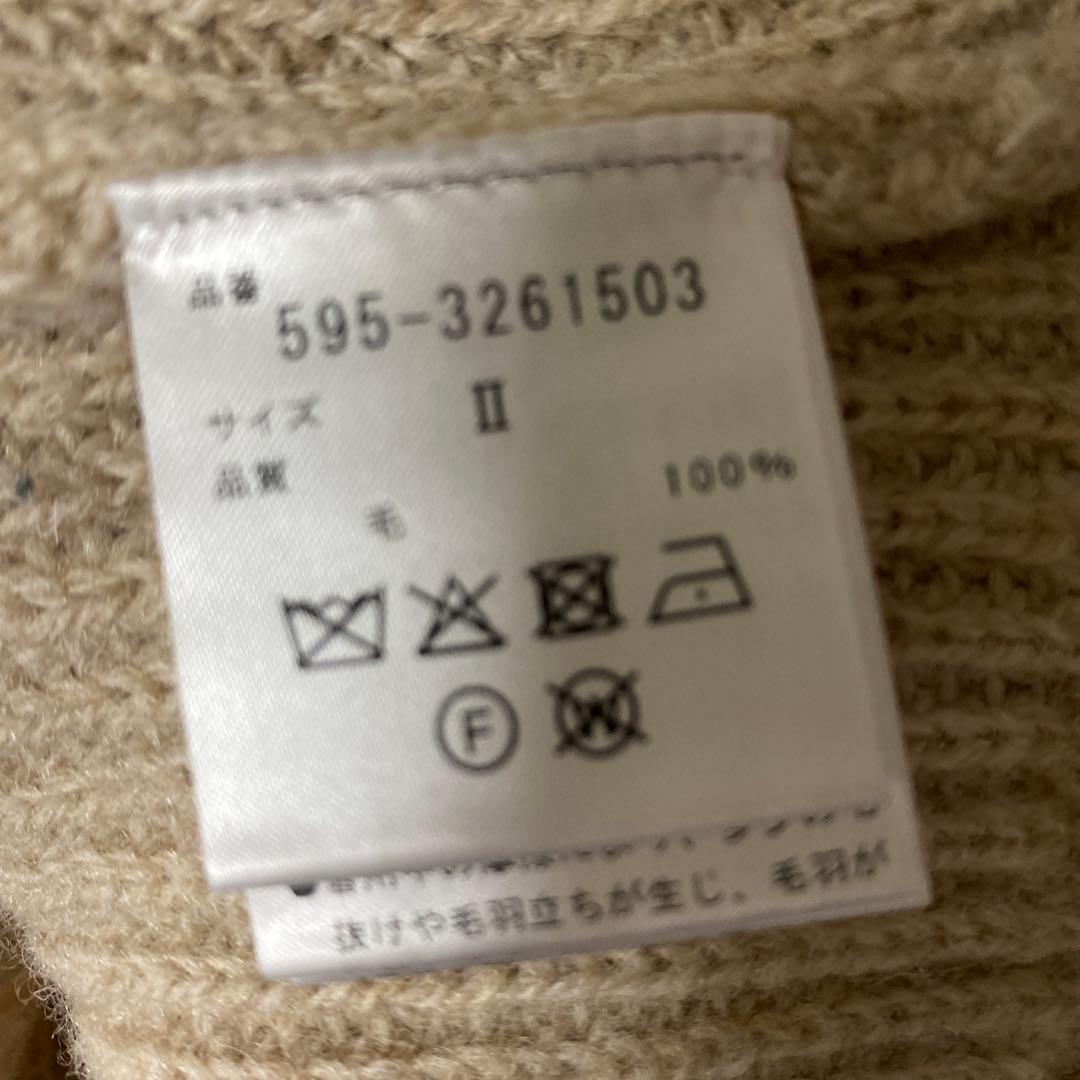 品番 595-3261503
サイズ Ⅱ
品質
毛 100%
F W
抜けや毛羽立ちが生じ、毛羽が